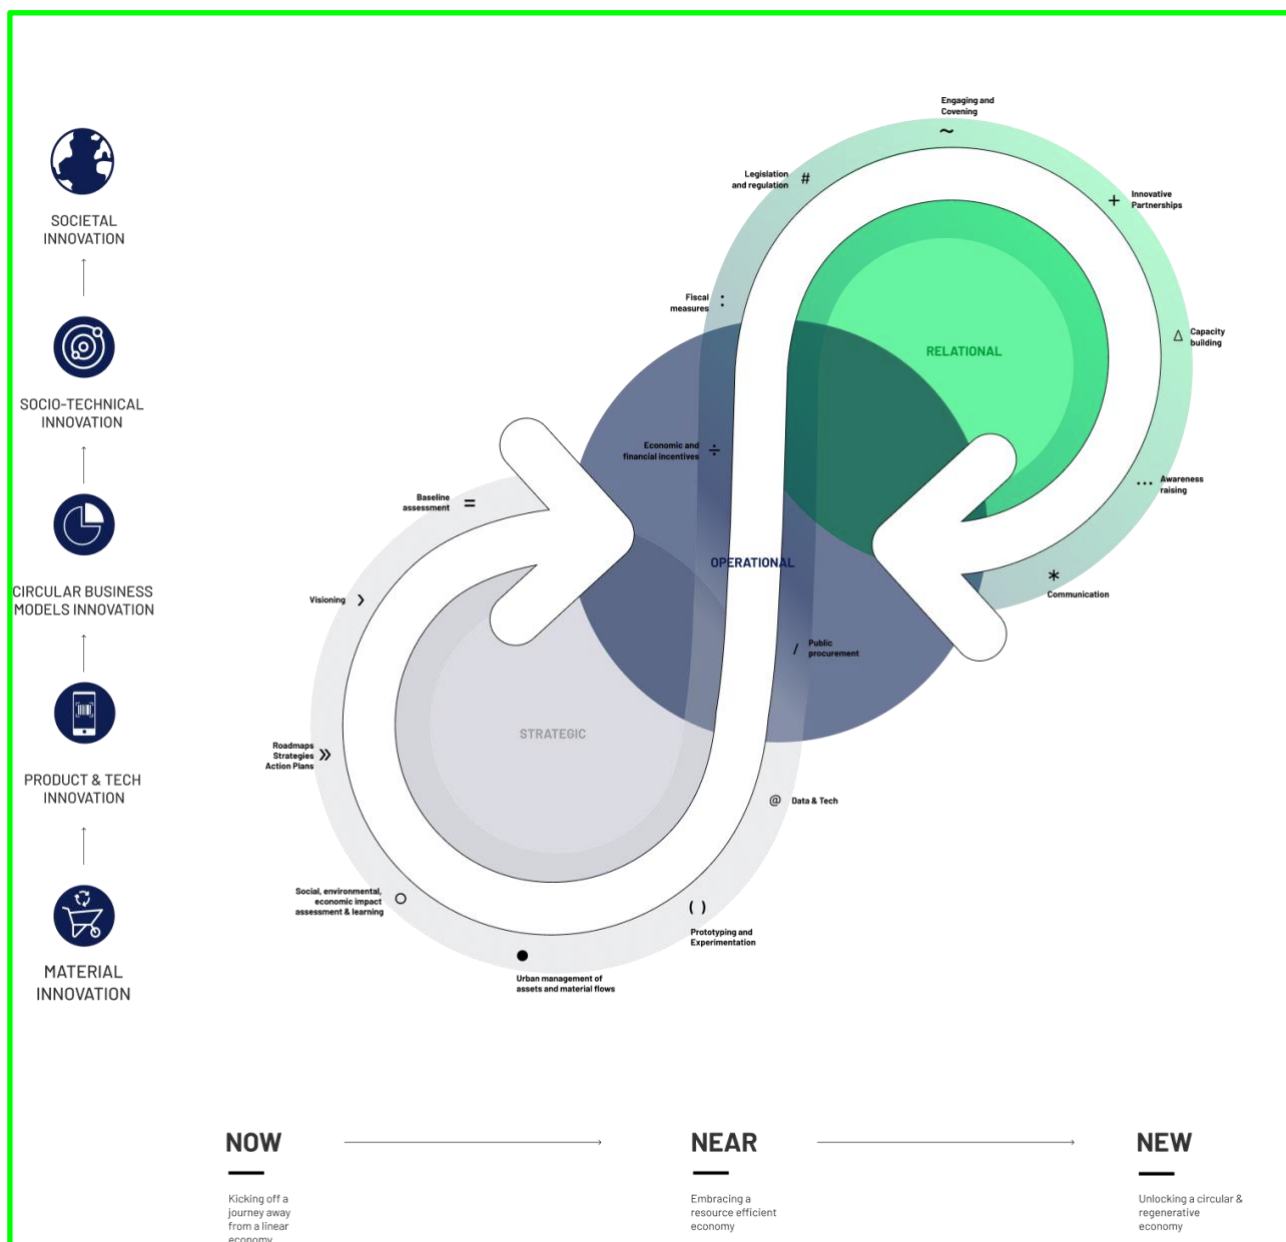 SOCIETAL
INNOVATION
SOCIO-TECHNICAL
INNOVATION
CIRCULAR BUSINESS
MODELS INNOVATION
PRODUCT & TECH
INNOVATION
MATERIAL
INNOVATION
Engaging and
Covening
~
Legislation
and regulation
#
+
Innovative
Partnerships
Fiscal
measures
:
Δ
Capacity
building
RELATIONAL
Economic and
financial incentives
÷
...
Awareness
raising
Baseline
assessment
=
OPERATIONAL
*
Communication
Visioning
›
/
Public
procurement
STRATEGIC
Roadmaps
Strategies
Action Plans
»
@ Data & Tech
Social, environmental,
economic impact
assessment & learning
○
( )
Prototyping and
Experimentation
●
Urban management of
assets and material flows
NOW
Kicking off a
journey away
from a linear
economy
NEAR
Embracing a
resource efficient
economy
NEW
Unlocking a circular &
regenerative
economy